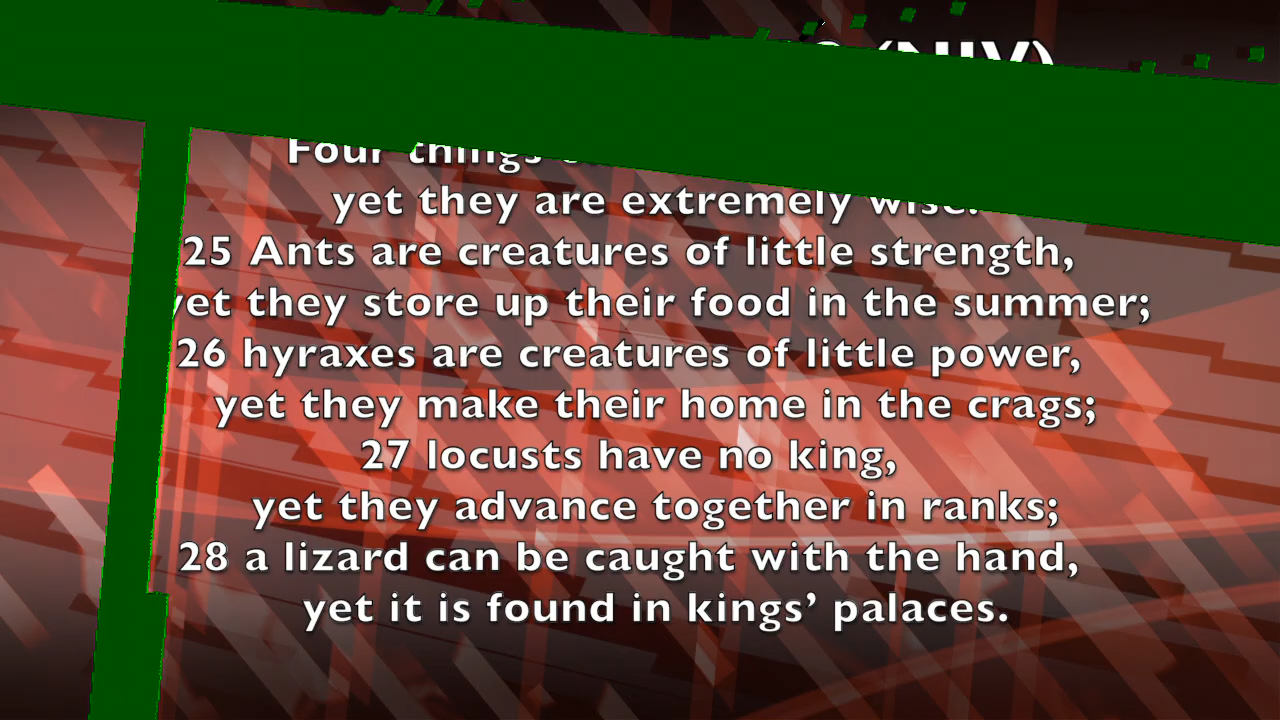 (NIV)
Four things
yet they are extremely wise:
25 Ants are creatures of little strength,
yet they store up their food in the summer;
26 hyraxes are creatures of little power,
yet they make their home in the crags;
27 locusts have no king,
yet they advance together in ranks;
28 a lizard can be caught with the hand,
yet it is found in kings’ palaces.